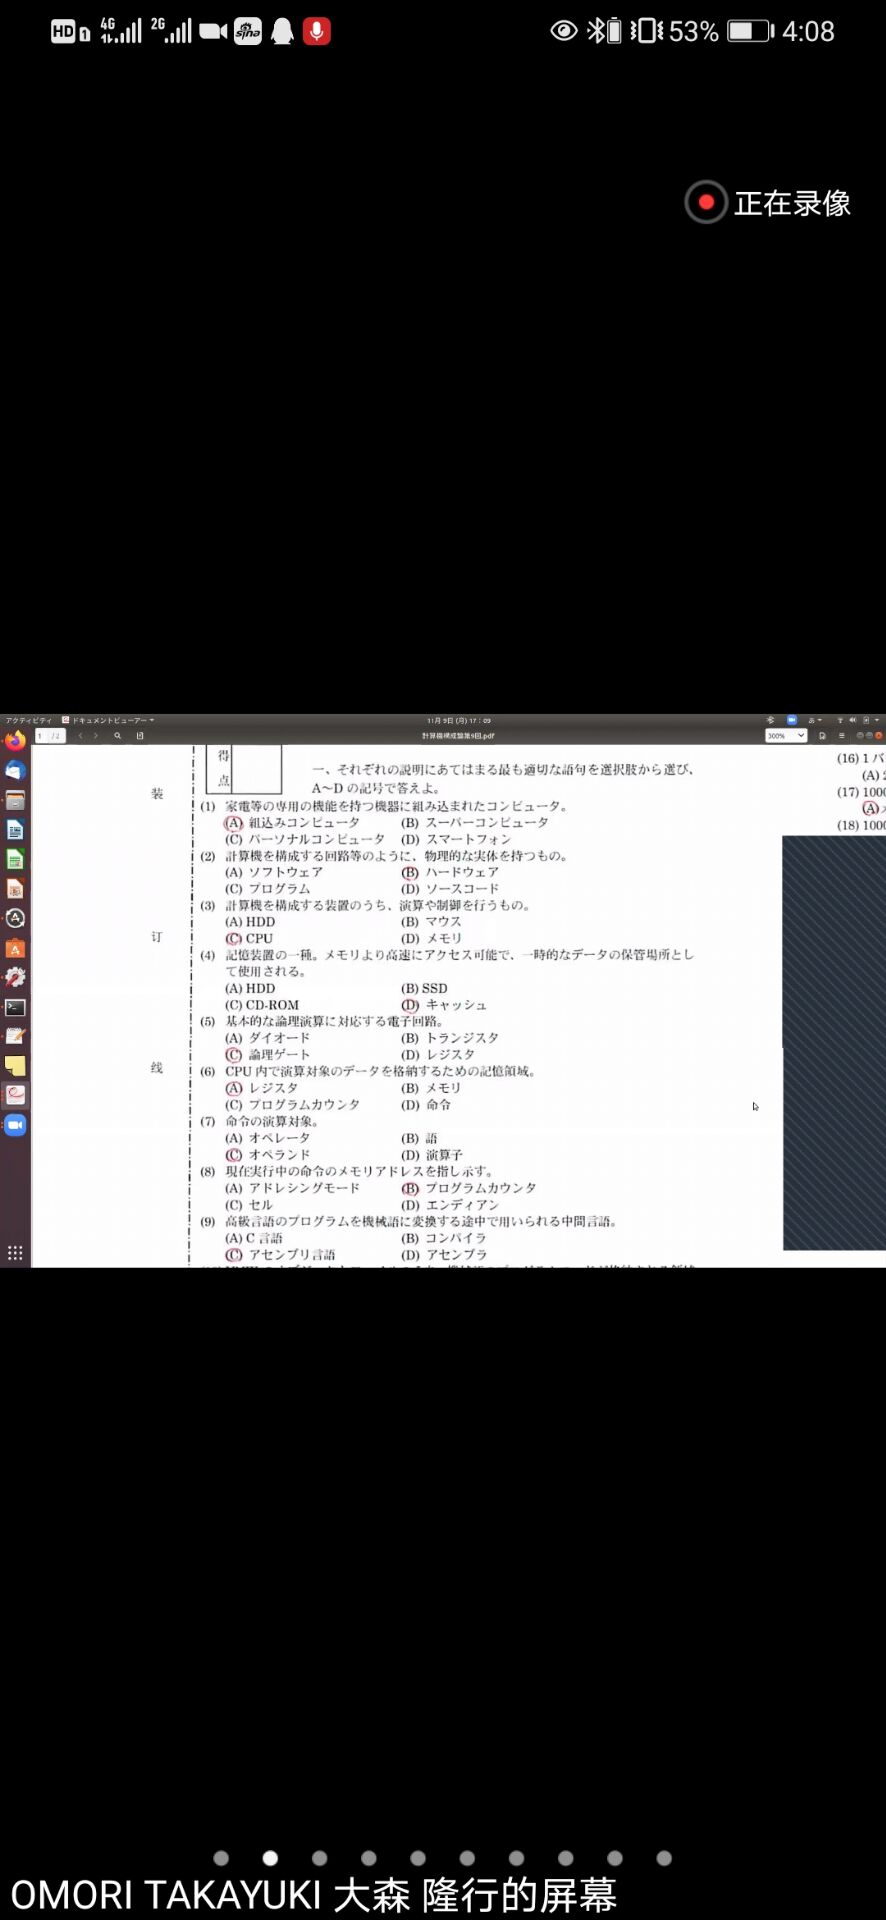 HD 4G 2G sina 53% 4:08
正在录像
アクティビティ ドキュメントビューアー 11月 9日 (月) 17:09 あ
1 / 2 計算機構成論第9回.pdf 300%
得
点
装
订
线
一、それぞれの説明にあてはまる最も適切な語句を選択肢から選び、
A～D の記号で答えよ。
(1) 家電等の専用の機能を持つ機器に組み込まれたコンピュータ。
(A) 組込みコンピュータ (B) スーパーコンピュータ
(C) パーソナルコンピュータ (D) スマートフォン
(2) 計算機を構成する回路等のように、物理的な実体を持つもの。
(A) ソフトウェア (B) ハードウェア
(C) プログラム (D) ソースコード
(3) 計算機を構成する装置のうち、演算や制御を行うもの。
(A) HDD (B) マウス
(C) CPU (D) メモリ
(4) 記憶装置の一種。メモリより高速にアクセス可能で、一時的なデータの保管場所とし
て使用される。
(A) HDD (B) SSD
(C) CD-ROM (D) キャッシュ
(5) 基本的な論理演算に対応する電子回路。
(A) ダイオード (B) トランジスタ
(C) 論理ゲート (D) レジスタ
(6) CPU 内で演算対象のデータを格納するための記憶領域。
(A) レジスタ (B) メモリ
(C) プログラムカウンタ (D) 命令
(7) 命令の演算対象。
(A) オペレータ (B) 語
(C) オペランド (D) 演算子
(8) 現在実行中の命令のメモリアドレスを指し示す。
(A) アドレシングモード (B) プログラムカウンタ
(C) セル (D) エンディアン
(9) 高級言語のプログラムを機械語に変換する途中で用いられる中間言語。
(A) C 言語 (B) コンパイラ
(C) アセンブリ言語 (D) アセンブラ
(16) 1 バ
(A) 2
(17) 1000
(A)
(18) 1000
OMORI TAKAYUKI 大森 隆行的屏幕